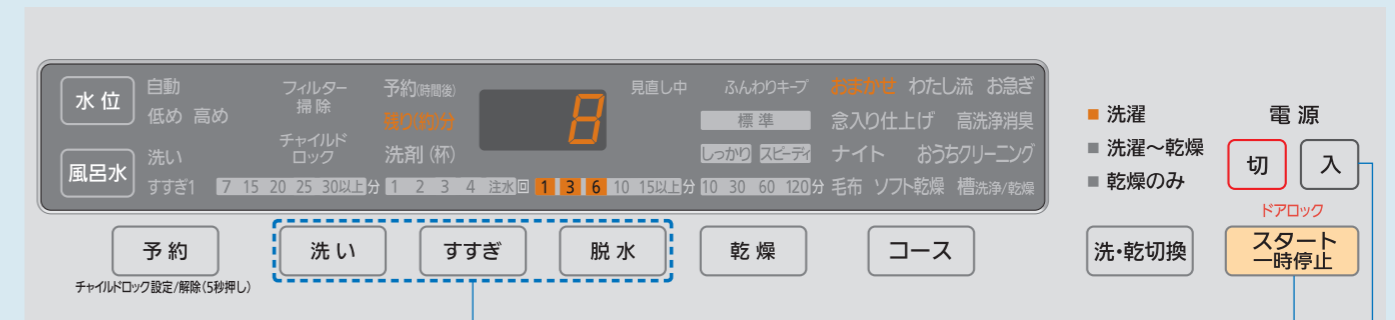 水位
自動
低め 高め
フィルター
掃除
チャイルド
ロック
予約(時間後)
残り(約)分
洗剤(杯)
8
見直し中
ふんわりキープ
標準
しっかり スピーディ
おまかせ わたし流 お急ぎ
念入り仕上げ 高洗浄消臭
ナイト おうちクリーニング
毛布 ソフト乾燥 槽洗浄/乾燥
風呂水
洗い
すすぎ1
7 15 20 25 30以上 分 1 2 3 4 注水 回 1 3 6 10 15以上 分 10 30 60 120 分
■ 洗濯
■ 洗濯～乾燥
■ 乾燥のみ
電源
切 入
ドアロック
予約
チャイルドロック設定/解除(5秒押し)
洗い
すすぎ
脱水
乾燥
コース
洗・乾切換
スタート
一時停止